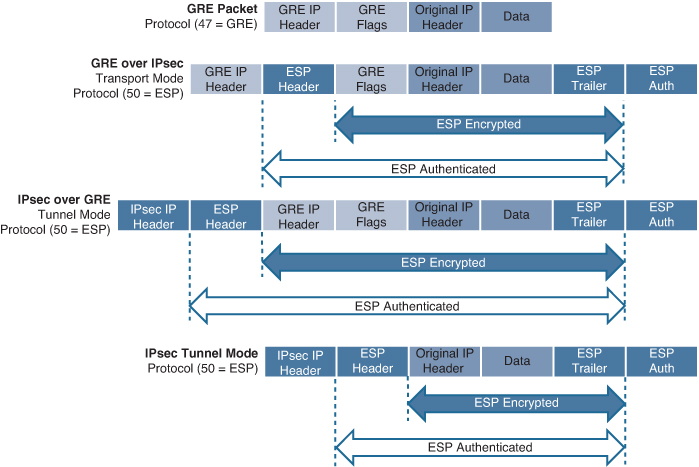 GRE Packet
Protocol (47 = GRE)
GRE IP
Header
GRE
Flags
Original IP
Header
Data
GRE over IPsec
Transport Mode
Protocol (50 = ESP)
GRE IP
Header
ESP
Header
GRE
Flags
Original IP
Header
Data
ESP
Trailer
ESP
Auth
ESP Encrypted
ESP Authenticated
IPsec over GRE
Tunnel Mode
Protocol (50 = ESP)
IPsec IP
Header
ESP
Header
GRE IP
Header
GRE
Flags
Original IP
Header
Data
ESP
Trailer
ESP
Auth
ESP Encrypted
ESP Authenticated
IPsec Tunnel Mode
Protocol (50 = ESP)
IPsec IP
Header
ESP
Header
Original IP
Header
Data
ESP
Trailer
ESP
Auth
ESP Encrypted
ESP Authenticated